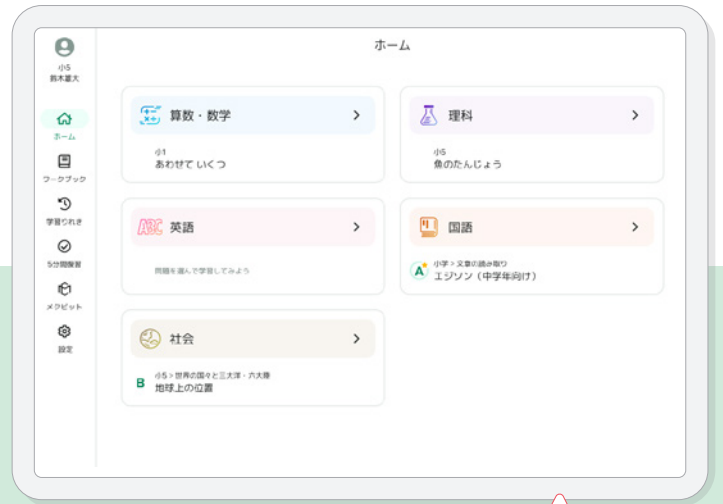 小5
鈴木蒼大
ホーム
ワークブック
学習りれき
5分間復習
メクビット
設定
ホーム
算数・数学
小1
あわせて いくつ
理科
小5
魚のたんじょう
ABC 英語
問題を選んで学習してみよう
国語
A
小学 > 文章の読み取り
エジソン（中学年向け）
社会
B
小5 > 世界の国々と三大洋・六大陸
地球上の位置